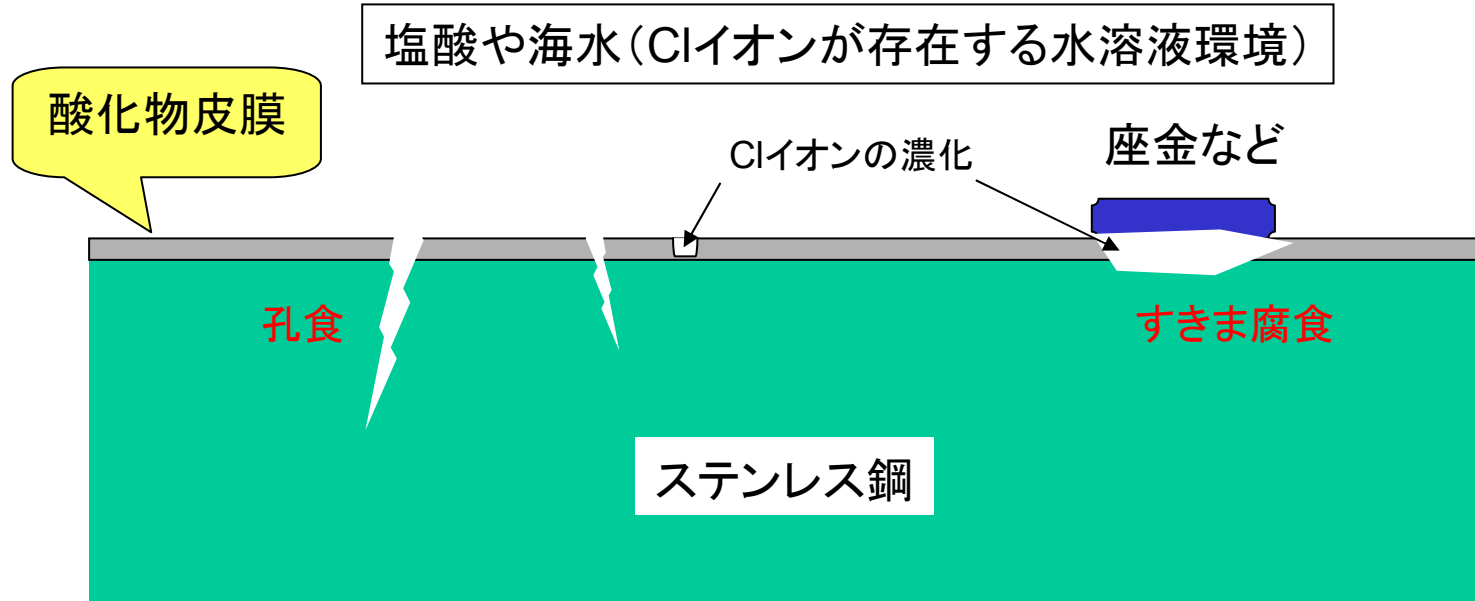 塩酸や海水(Clイオンが存在する水溶液環境)
酸化物皮膜
Clイオンの濃化
座金など
孔食
すきま腐食
ステンレス鋼